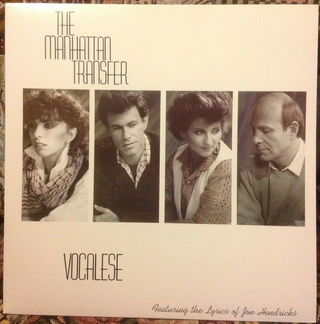 THE
MANHATTAN
TRANSFER
VOCALESE
Featuring the Lyrics of Jon Hendricks